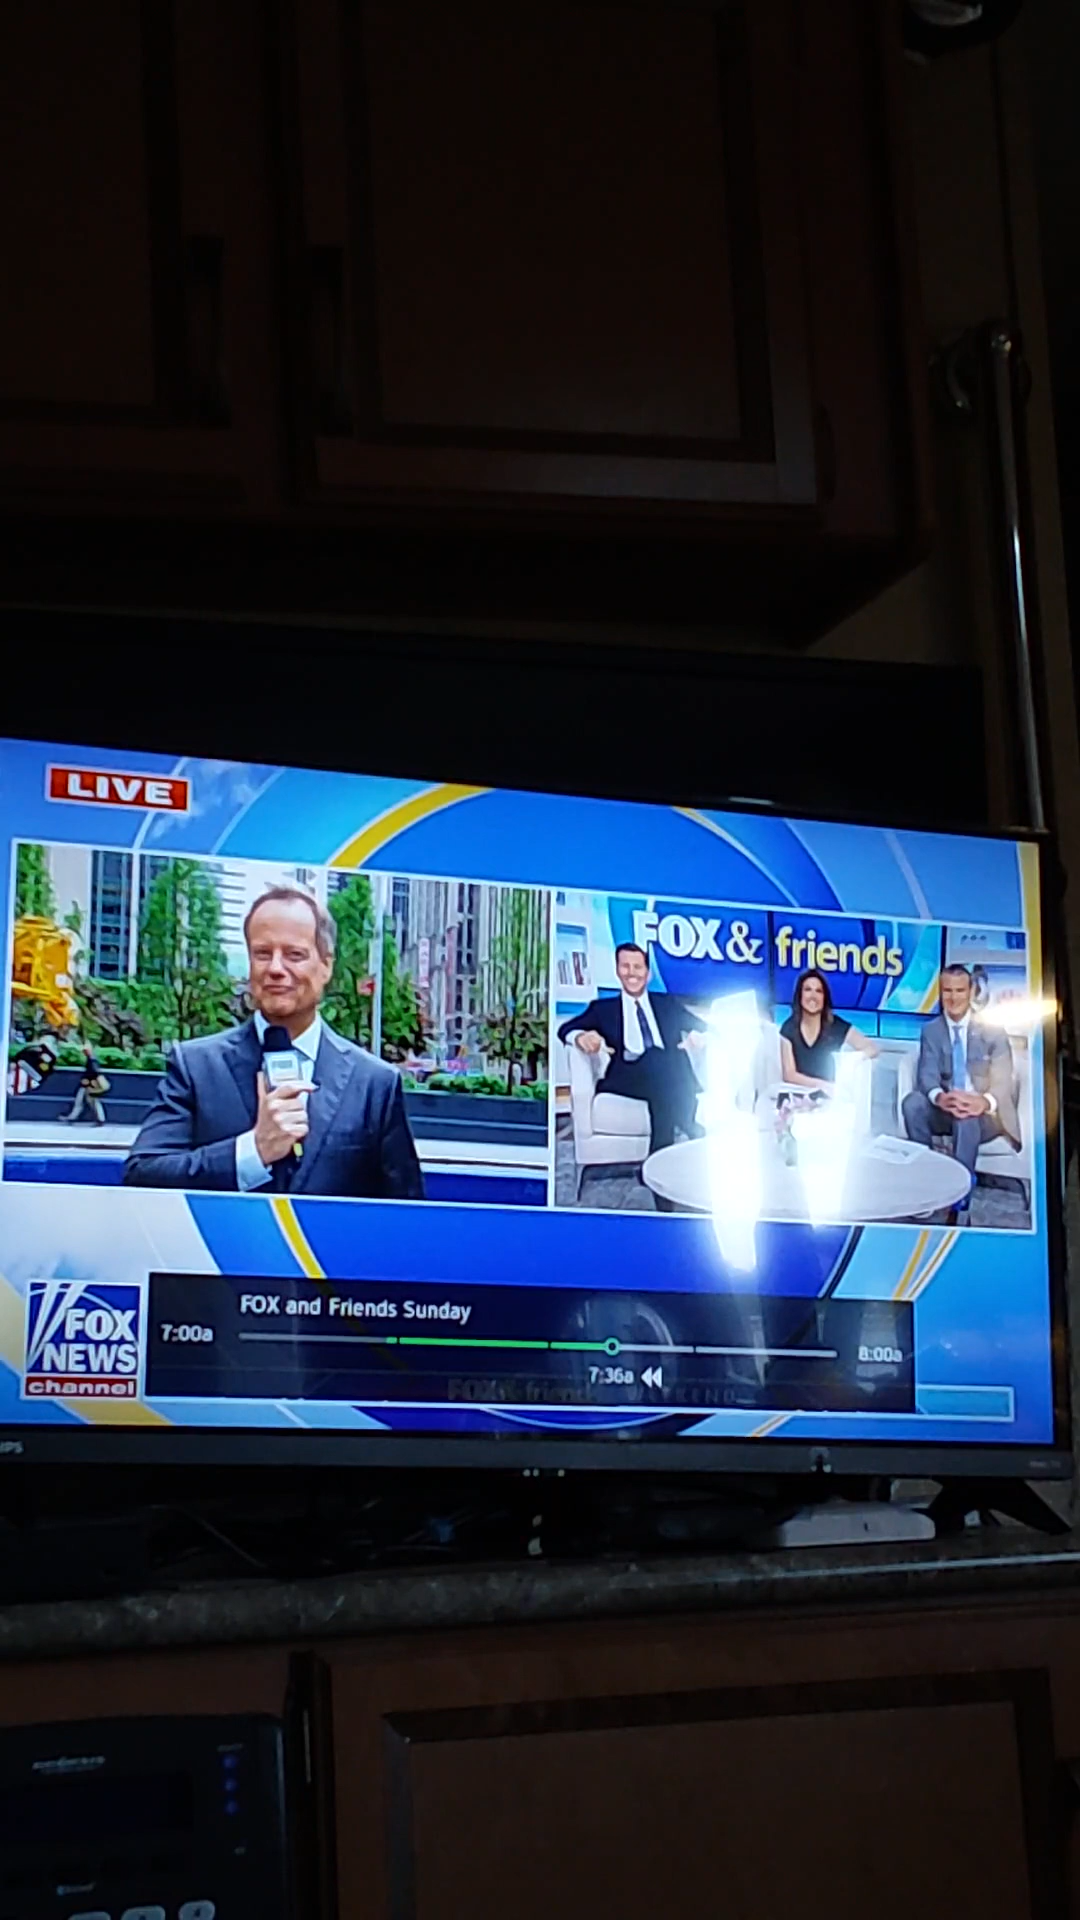 LIVE
FOX & friends
FOX
NEWS
channel
FOX and Friends Sunday
7:00a
8:00a
7:36a